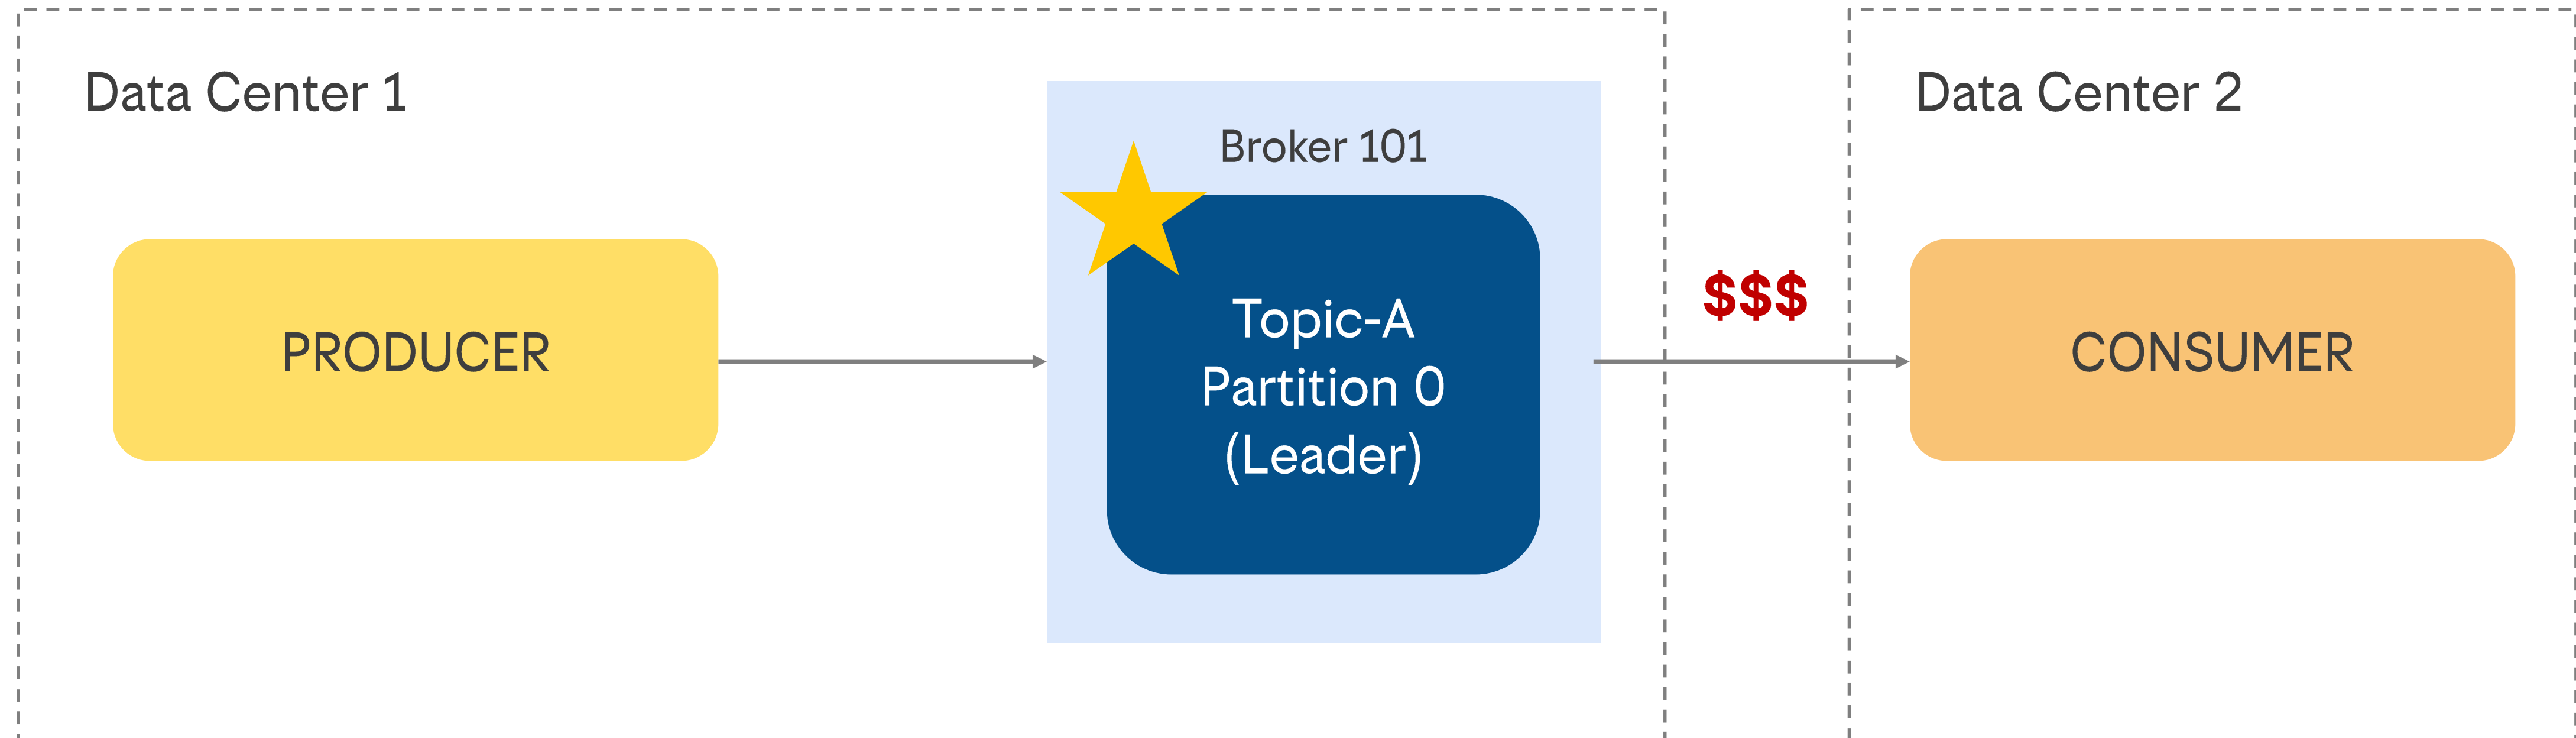 Data Center 1
Broker 101
PRODUCER
Topic-A
Partition 0
(Leader)
$$$
Data Center 2
CONSUMER